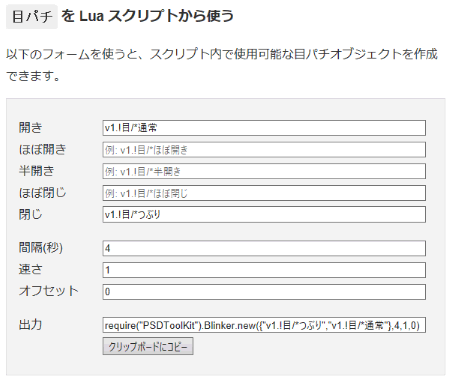 目パチ を Lua スクリプトから使う
以下のフォームを使うと、スクリプト内で使用可能な目パチオブジェクトを作成
できます。
開き v1.!目/*通常
ほぼ開き 例: v1.!目/*ほぼ開き
半開き 例: v1.!目/*半開き
ほぼ閉じ 例: v1.!目/*ほぼ閉じ
閉じ v1.!目/*つぶり
間隔(秒) 4
速さ 1
オフセット 0
出力 require("PSDToolKit").Blinker.new({"v1.!目/*つぶり","v1.!目/*通常"},4,1,0)
クリップボードにコピー